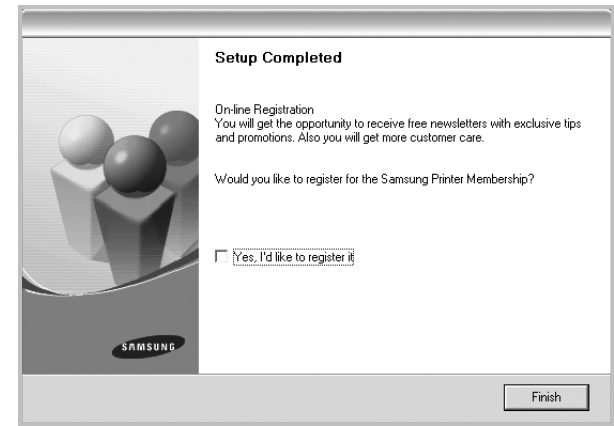 Setup Completed
On-line Registration
You will get the opportunity to receive free newsletters with exclusive tips
and promotions. Also you will get more customer care.
Would you like to register for the Samsung Printer Membership?
Yes, I'd like to register it
SAMSUNG
Finish